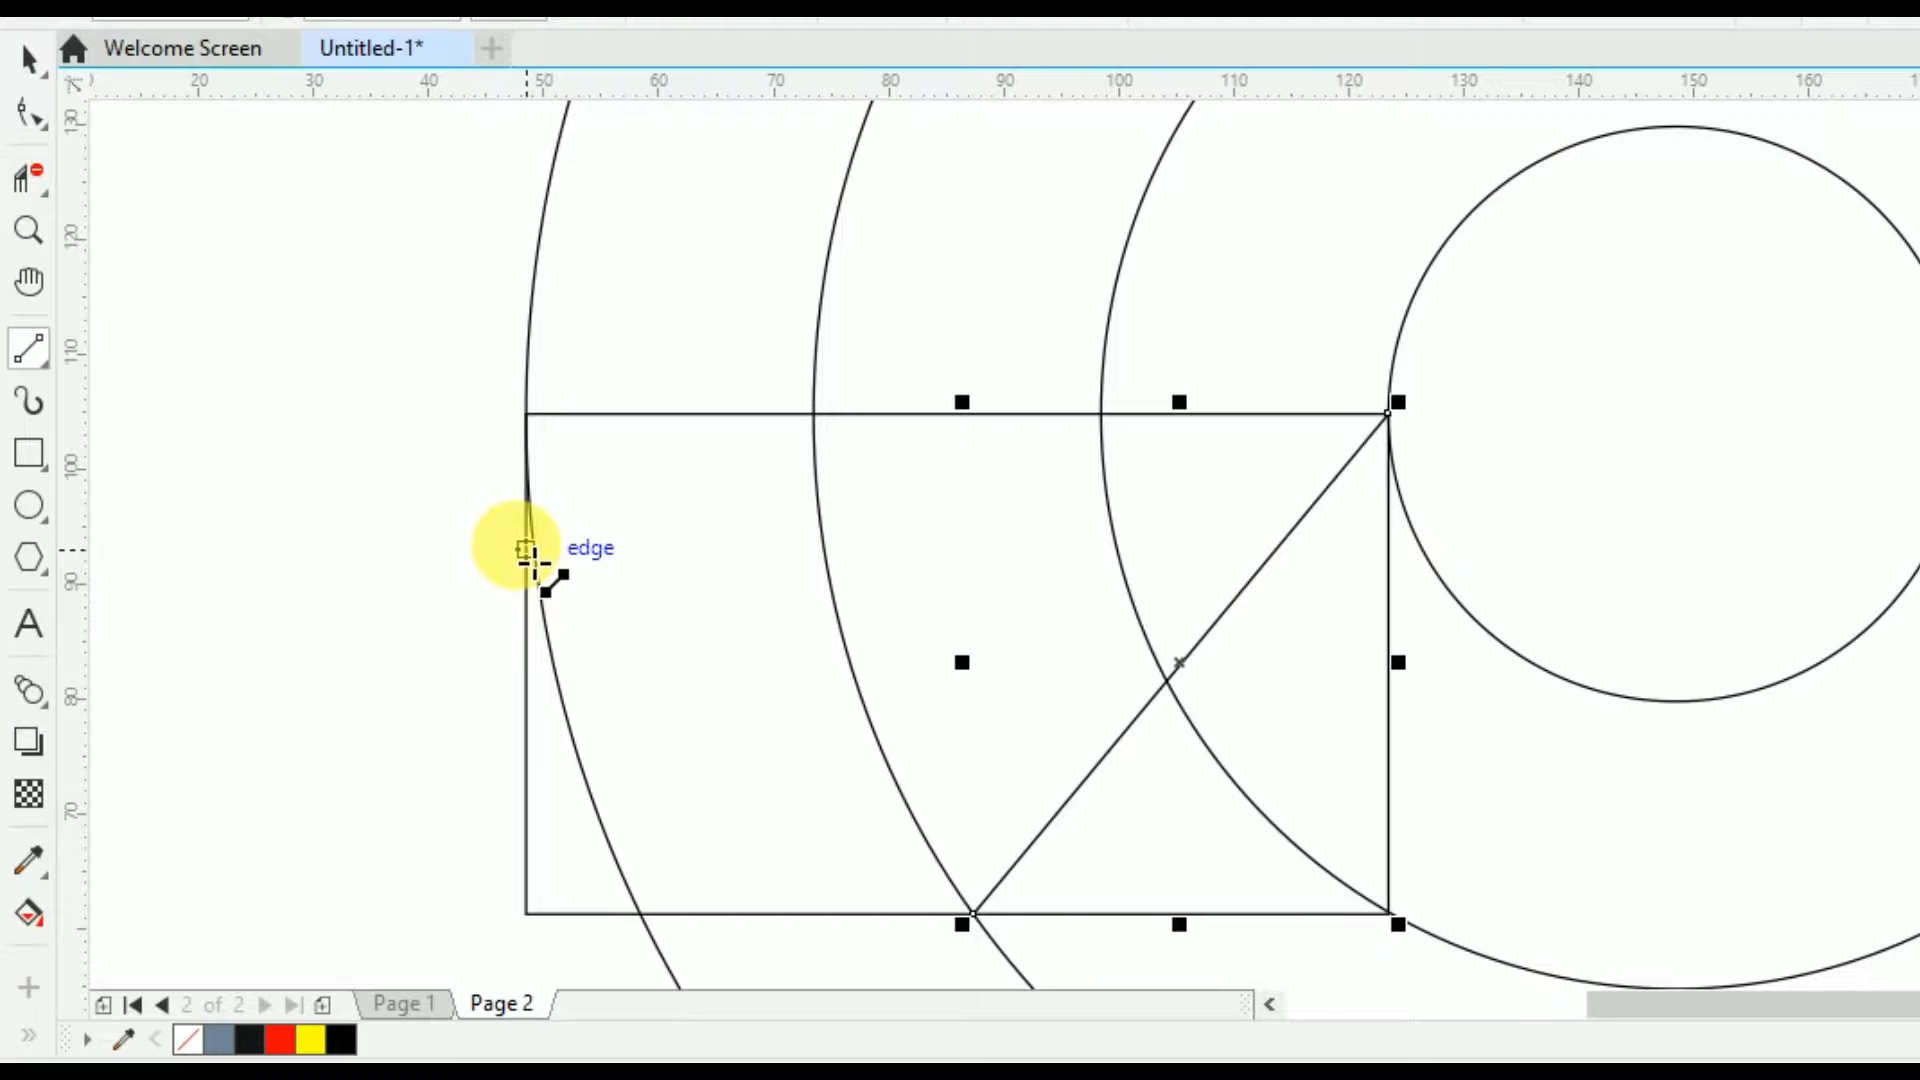 Welcome Screen
Untitled-1*
20 30 40 50 60 70 80 90 100 110 120 130 140 150 160
130
120
110
100
90
80
70
edge
A
2 of 2
Page 1
Page 2